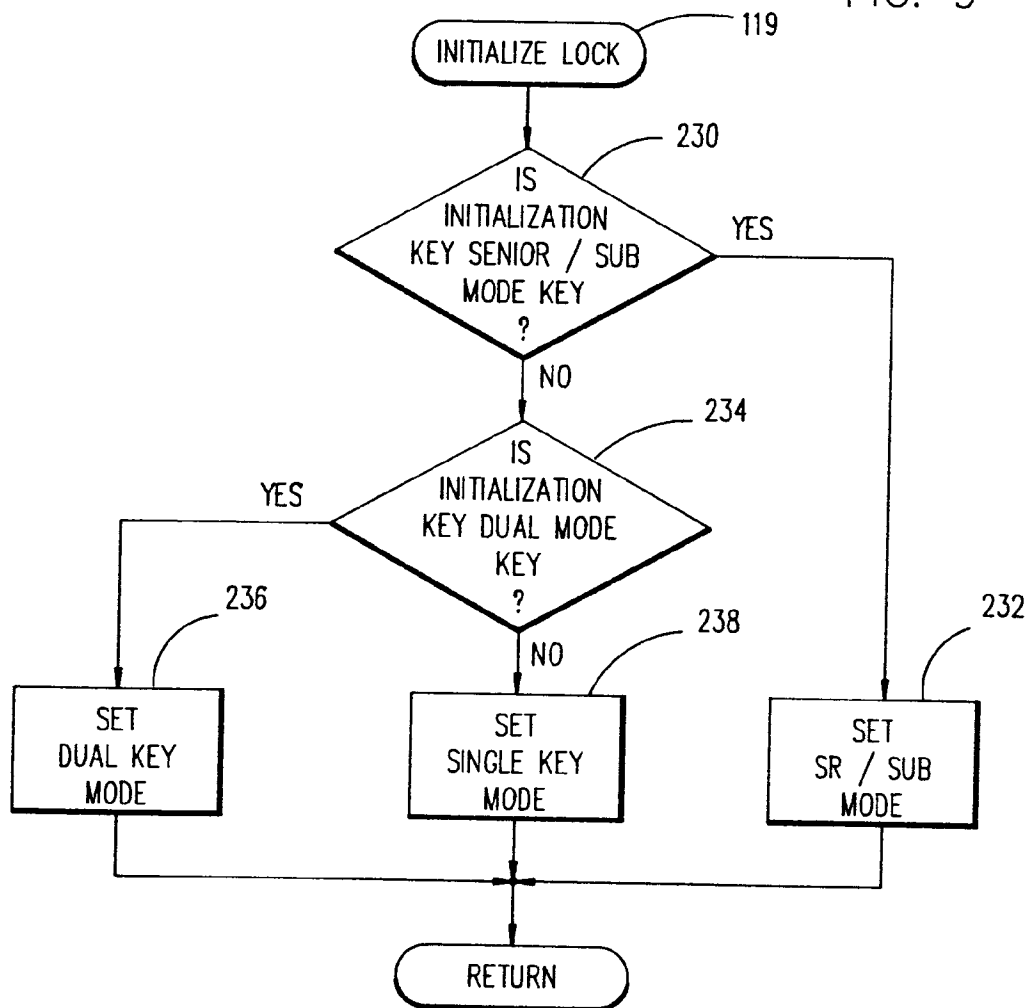 119
INITIALIZE LOCK
230
IS
INITIALIZATION
KEY SENIOR / SUB
MODE KEY
?
YES
NO
234
IS
INITIALIZATION
KEY DUAL MODE
KEY
?
YES
NO
236
238
232
SET
DUAL KEY
MODE
SET
SINGLE KEY
MODE
SET
SR / SUB
MODE
RETURN